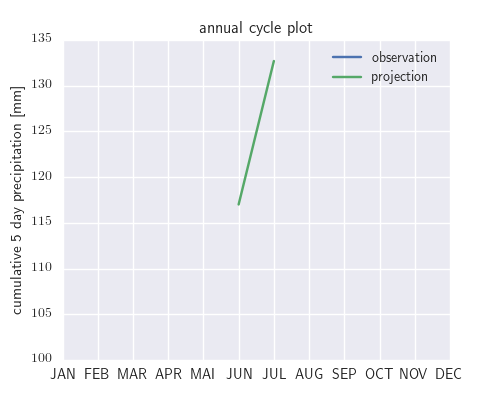 annual cycle plot
observation
projection
cumulative 5 day precipitation [mm]
135
130
125
120
115
110
105
100
JAN FEB MAR APR MAI JUN JUL AUG SEP OCT NOV DEC